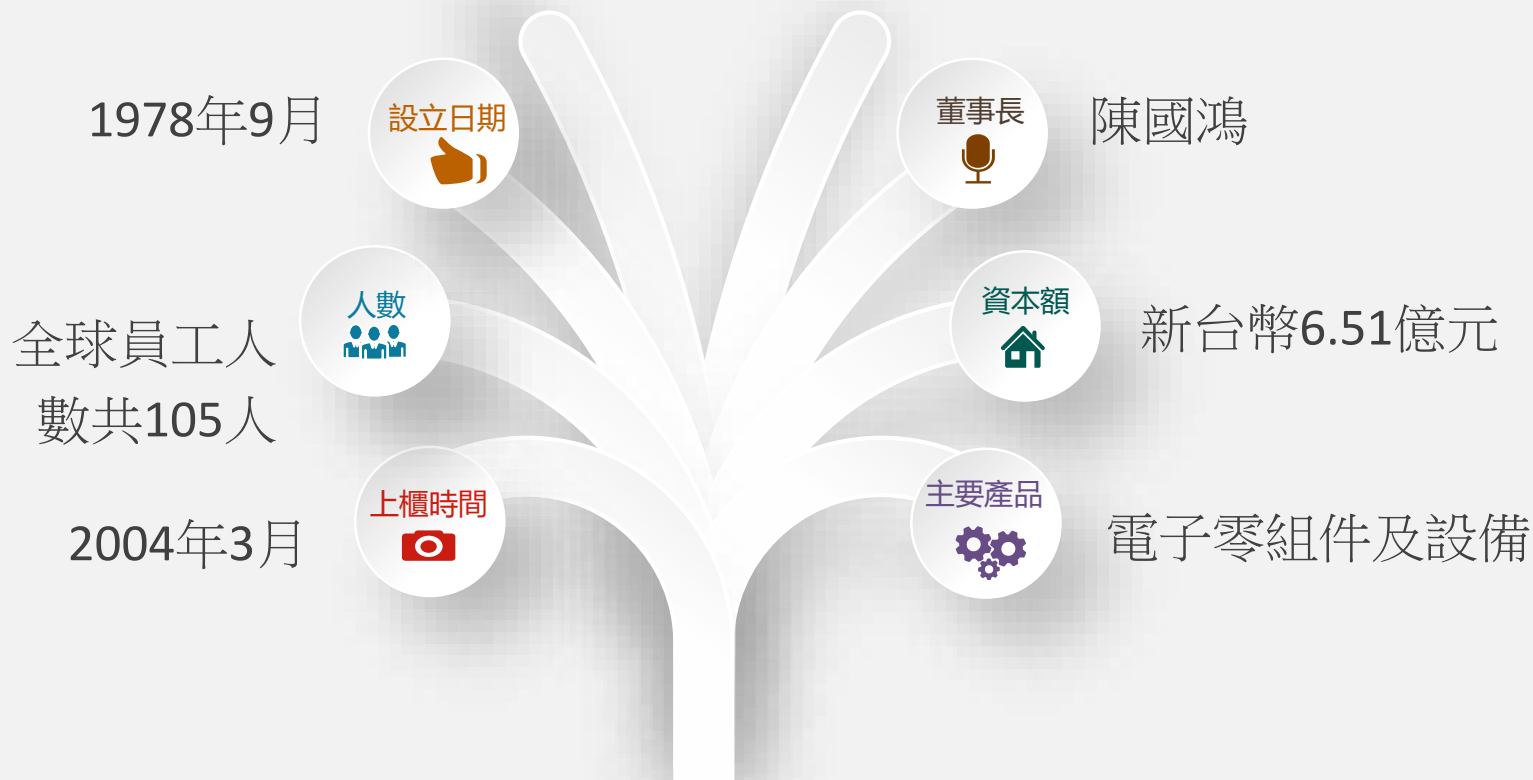 設立日期
1978年9月
人數
全球員工人
數共105人
上櫃時間
2004年3月
董事長
陳國鴻
資本額
新台幣6.51億元
主要產品
電子零組件及設備